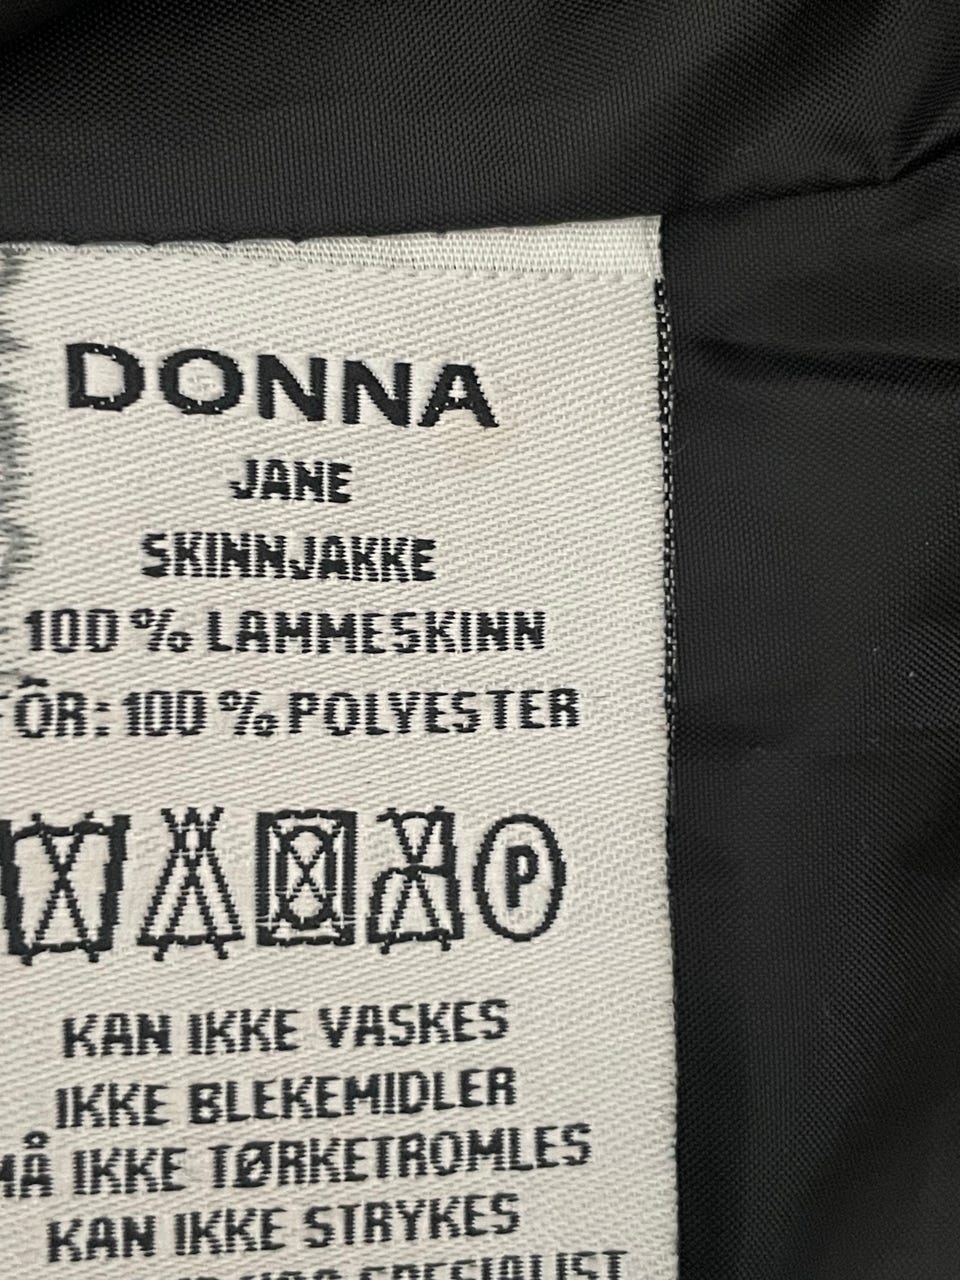 DONNA
JANE
SKINNJAKKE
100 % LAMMESKINN
FÔR: 100 % POLYESTER
P
KAN IKKE VASKES
IKKE BLEKEMIDLER
MÅ IKKE TØRKETROMLES
KAN IKKE STRYKES
SPESIALIST